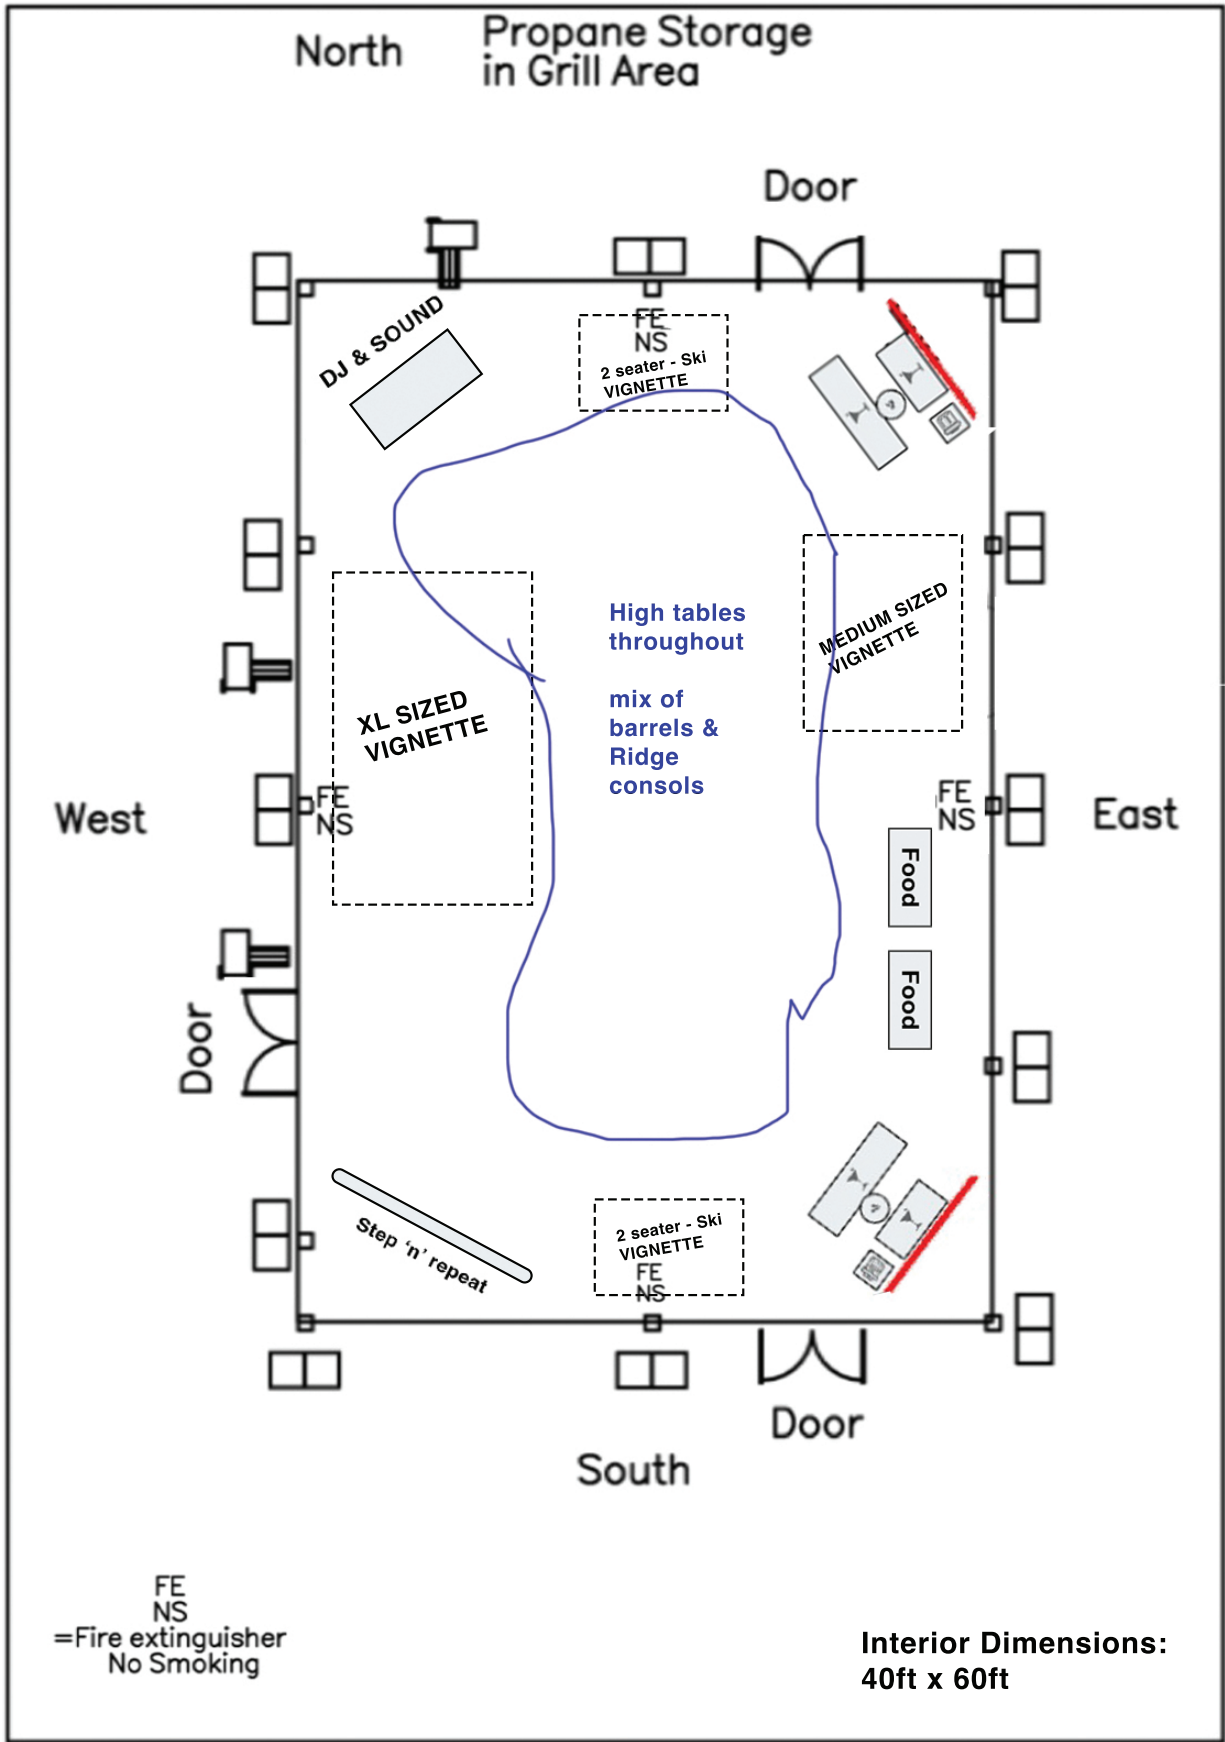 North
Propane Storage
in Grill Area
Door
DJ & SOUND
FE
NS
2 seater - Ski
VIGNETTE
High tables
throughout
mix of
barrels &
Ridge
consols
MEDIUM SIZED
VIGNETTE
XL SIZED
VIGNETTE
West
FE
NS
FE
NS
East
Food
Food
Door
Step ‘n’ repeat
2 seater - Ski
VIGNETTE
FE
NS
Door
South
FE
NS
=Fire extinguisher
No Smoking
Interior Dimensions:
40ft x 60ft